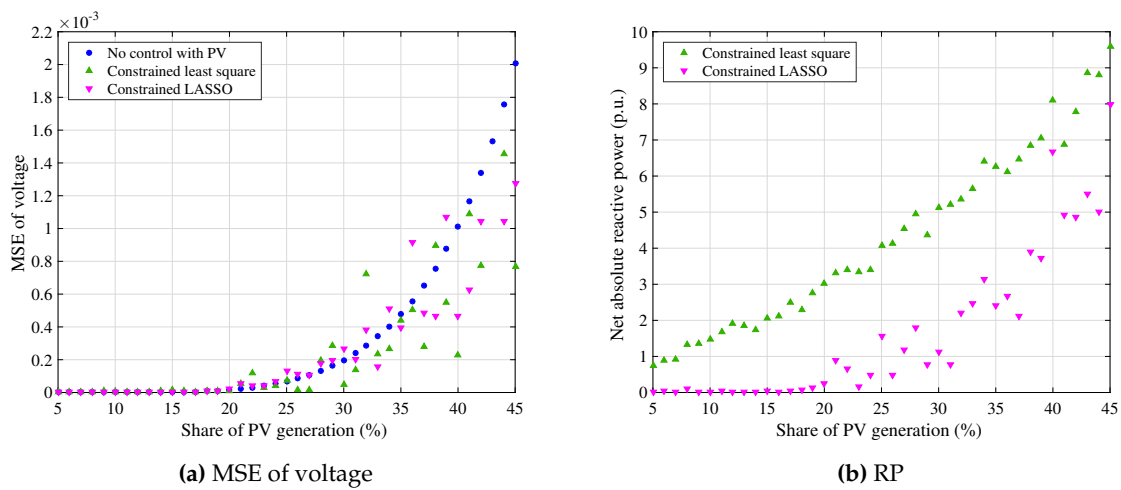 ×10⁻³
2.2
2
1.8
1.6
1.4
1.2
1
0.8
0.6
0.4
0.2
0
MSE of voltage
No control with PV
Constrained least square
Constrained LASSO
5 10 15 20 25 30 35 40 45
Share of PV generation (%)
(a) MSE of voltage
10
9
8
7
6
5
4
3
2
1
0
Net absolute reactive power (p.u.)
Constrained least square
Constrained LASSO
5 10 15 20 25 30 35 40 45
Share of PV generation (%)
(b) RP